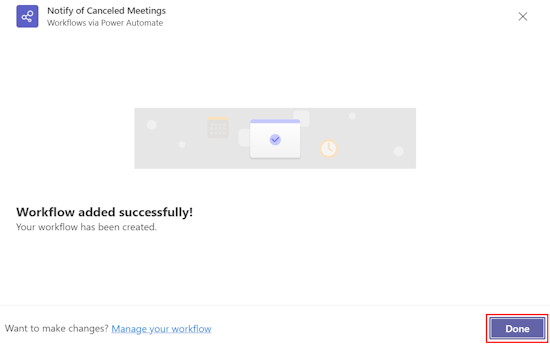 Notify of Canceled Meetings
Workflows via Power Automate
Workflow added successfully!
Your workflow has been created.
Want to make changes? Manage your workflow
Done